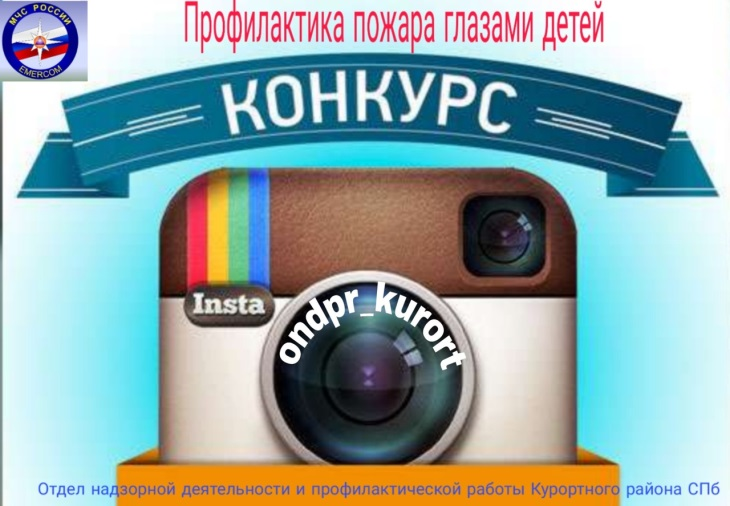 МЧС РОССИИ
EMERCOM
Профилактика пожара глазами детей
КОНКУРС
Insta
ondpr_kurort
Отдел надзорной деятельности и профилактической работы Курортного района СПб